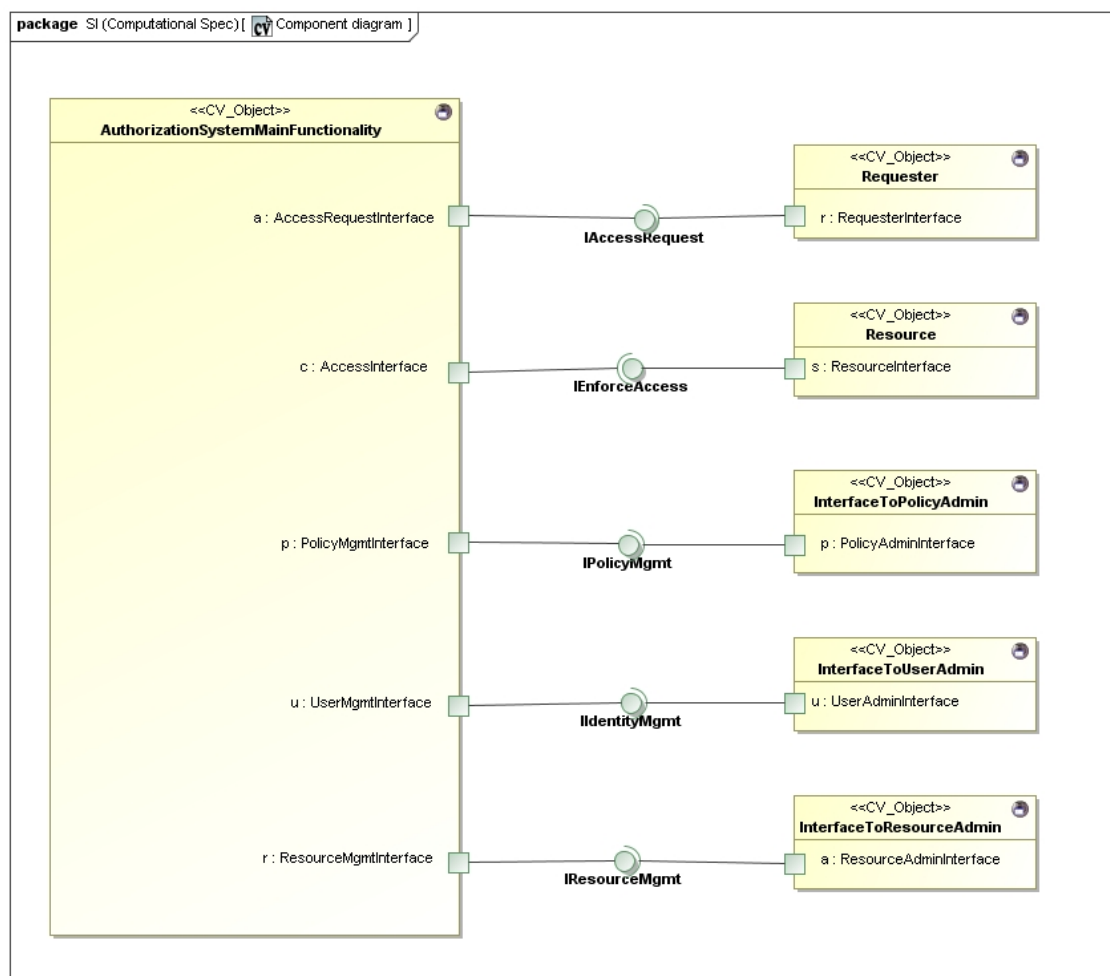 package SI (Computational Spec) [ CV Component diagram ]
<<CV_Object>>
AuthorizationSystemMainFunctionality
a : AccessRequestInterface
IAccessRequest
<<CV_Object>>
Requester
r : RequesterInterface
c : AccessInterface
IEnforceAccess
<<CV_Object>>
Resource
s : ResourceInterface
p : PolicyMgmtInterface
IPolicyMgmt
<<CV_Object>>
InterfaceToPolicyAdmin
p : PolicyAdminInterface
u : UserMgmtInterface
IIdentityMgmt
<<CV_Object>>
InterfaceToUserAdmin
u : UserAdminInterface
r : ResourceMgmtInterface
IResourceMgmt
<<CV_Object>>
InterfaceToResourceAdmin
a : ResourceAdminInterface